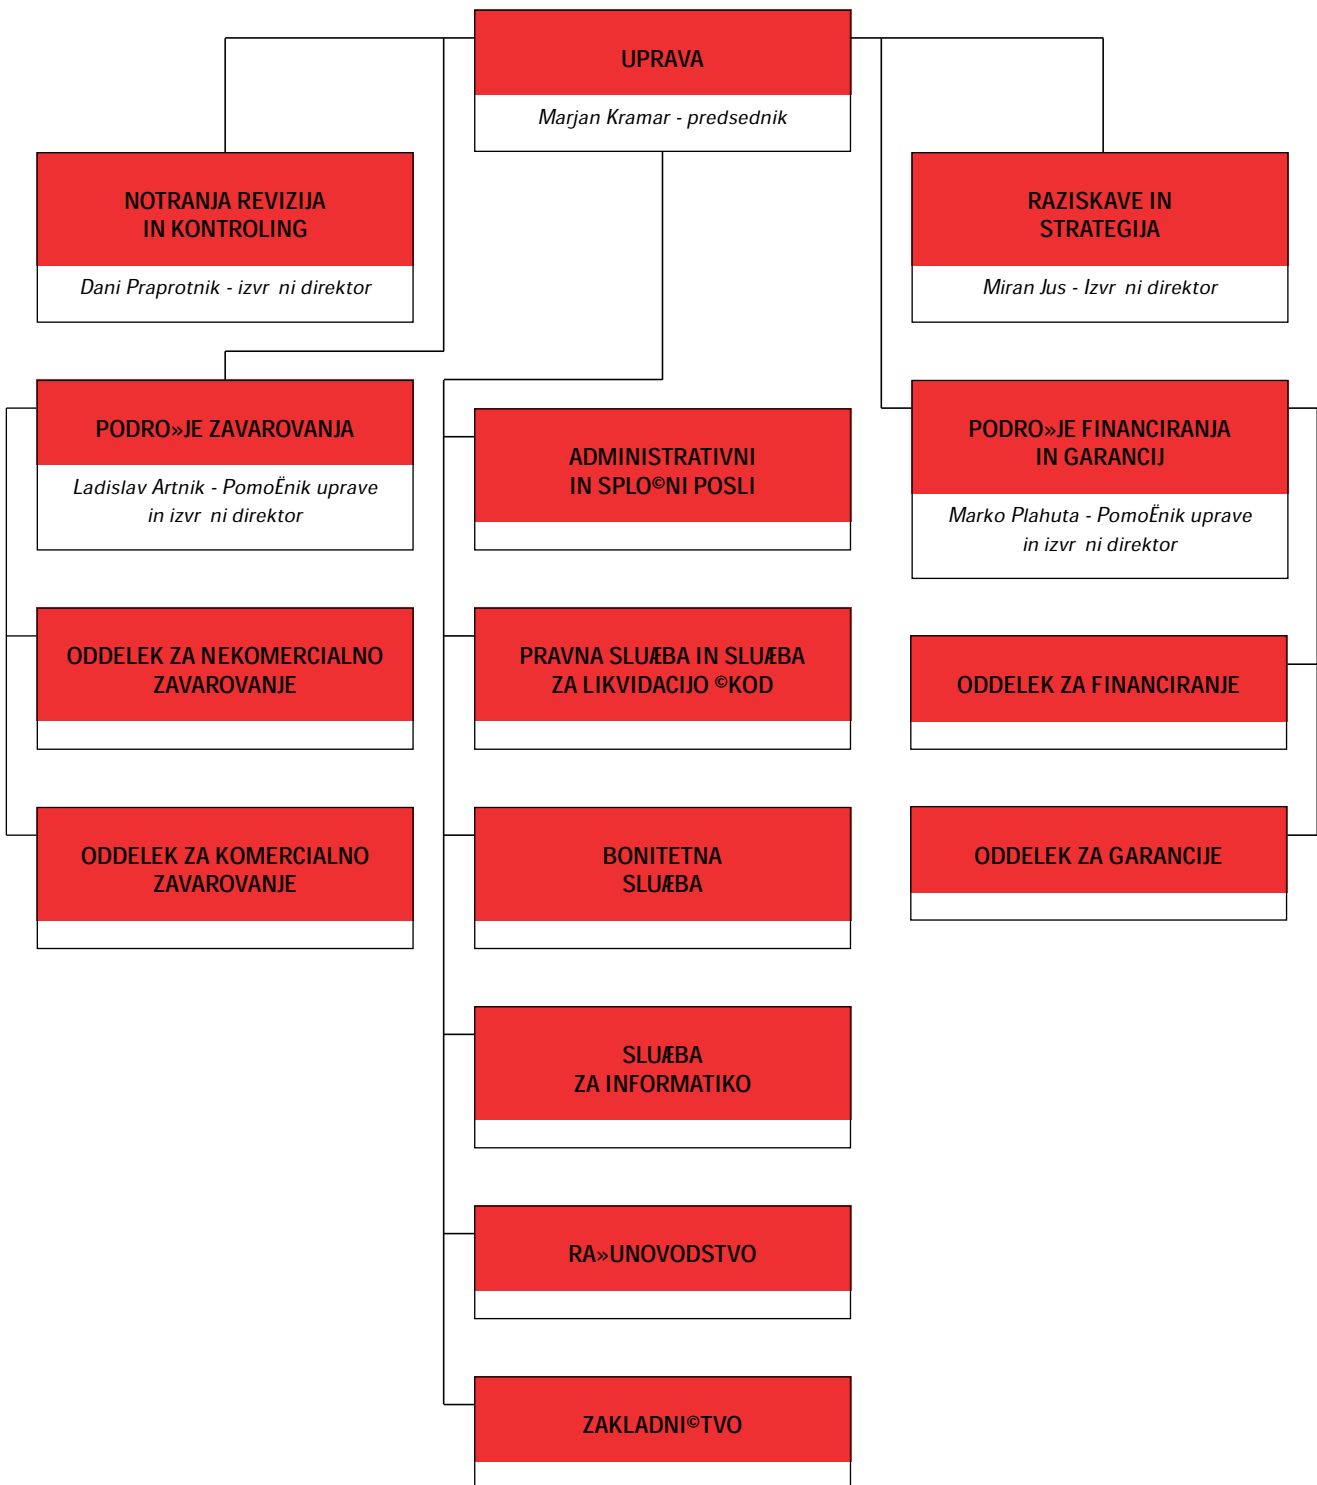 UPRAVA
Marjan Kramar - predsednik
NOTRANJA REVIZIJA
IN KONTROLING
Dani Praprotnik - izvr ni direktor
RAZISKAVE IN
STRATEGIJA
Miran Jus - Izvr ni direktor
PODRO»JE ZAVAROVANJA
Ladislav Artnik - PomoËnik uprave
in izvr ni direktor
ADMINISTRATIVNI
IN SPLO©NI POSLI
PODRO»JE FINANCIRANJA
IN GARANCIJ
Marko Plahuta - PomoËnik uprave
in izvr ni direktor
ODDELEK ZA NEKOMERCIALNO
ZAVAROVANJE
PRAVNA SLUÆBA IN SLUÆBA
ZA LIKVIDACIJO ©KOD
ODDELEK ZA FINANCIRANJE
ODDELEK ZA KOMERCIALNO
ZAVAROVANJE
BONITETNA
SLUÆBA
ODDELEK ZA GARANCIJE
SLUÆBA
ZA INFORMATIKO
RA»UNOVODSTVO
ZAKLADNI©TVO